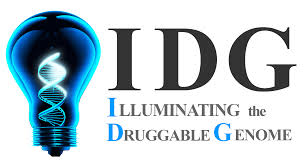 IDG
ILLUMINATING the
DRUGGABLE GENOME